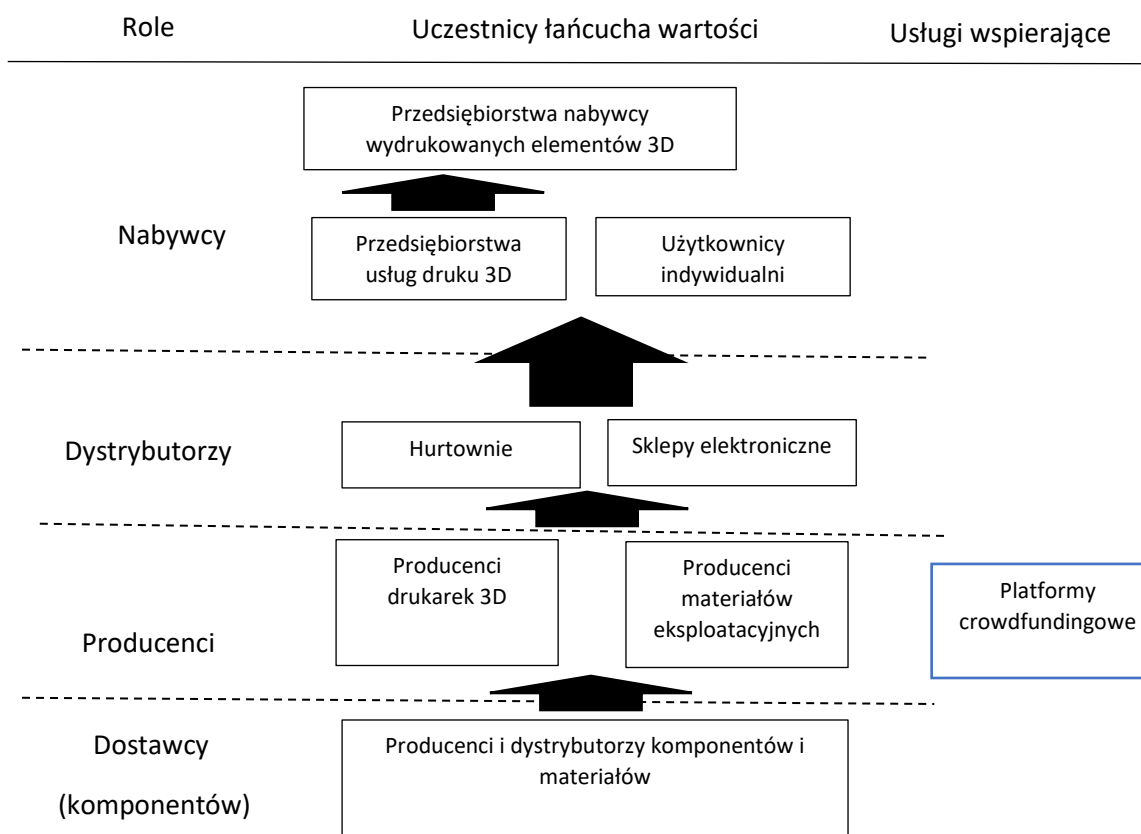 Role
Uczestnicy łańcucha wartości
Usługi wspierające
Przedsiębiorstwa nabywcy
wydrukowanych elementów 3D
Nabywcy
Przedsiębiorstwa
usług druku 3D
Użytkownicy
indywidualni
Dystrybutorzy
Hurtownie
Sklepy elektroniczne
Producenci
Producenci
drukarek 3D
Producenci
materiałów
eksploatacyjnych
Platformy
crowdfundingowe
Dostawcy
(komponentów)
Producenci i dystrybutorzy komponentów i
materiałów